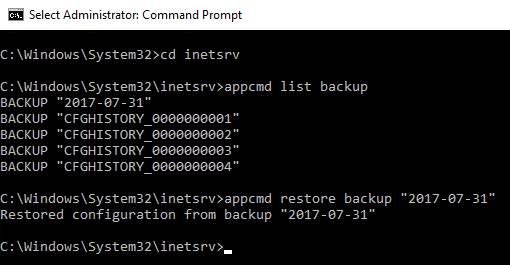 Select Administrator: Command Prompt
C:\Windows\System32>cd inetsrv
C:\Windows\System32\inetsrv>appcmd list backup
BACKUP "2017-07-31"
BACKUP "CFGHISTORY_0000000001"
BACKUP "CFGHISTORY_0000000002"
BACKUP "CFGHISTORY_0000000003"
BACKUP "CFGHISTORY_0000000004"
C:\Windows\System32\inetsrv>appcmd restore backup "2017-07-31"
Restored configuration from backup "2017-07-31"
C:\Windows\System32\inetsrv>